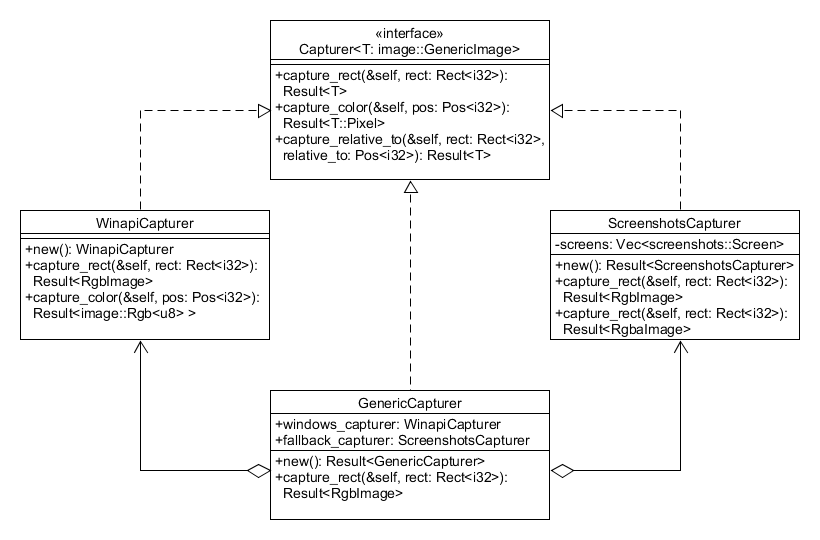 «interface»
Capturer<T: image::GenericImage>
+capture_rect(&self, rect: Rect<i32>):
Result<T>
+capture_color(&self, pos: Pos<i32>):
Result<T::Pixel>
+capture_relative_to(&self, rect: Rect<i32>,
relative_to: Pos<i32>): Result<T>
WinapiCapturer
+new(): WinapiCapturer
+capture_rect(&self, rect: Rect<i32>):
Result<RgbImage>
+capture_color(&self, pos: Pos<i32>):
Result<image::Rgb<u8> >
ScreenshotsCapturer
-screens: Vec<screenshots::Screen>
+new(): Result<ScreenshotsCapturer>
+capture_rect(&self, rect: Rect<i32>):
Result<RgbImage>
+capture_rect(&self, rect: Rect<i32>):
Result<RgbaImage>
GenericCapturer
+windows_capturer: WinapiCapturer
+fallback_capturer: ScreenshotsCapturer
+new(): Result<GenericCapturer>
+capture_rect(&self, rect: Rect<i32>):
Result<RgbImage>